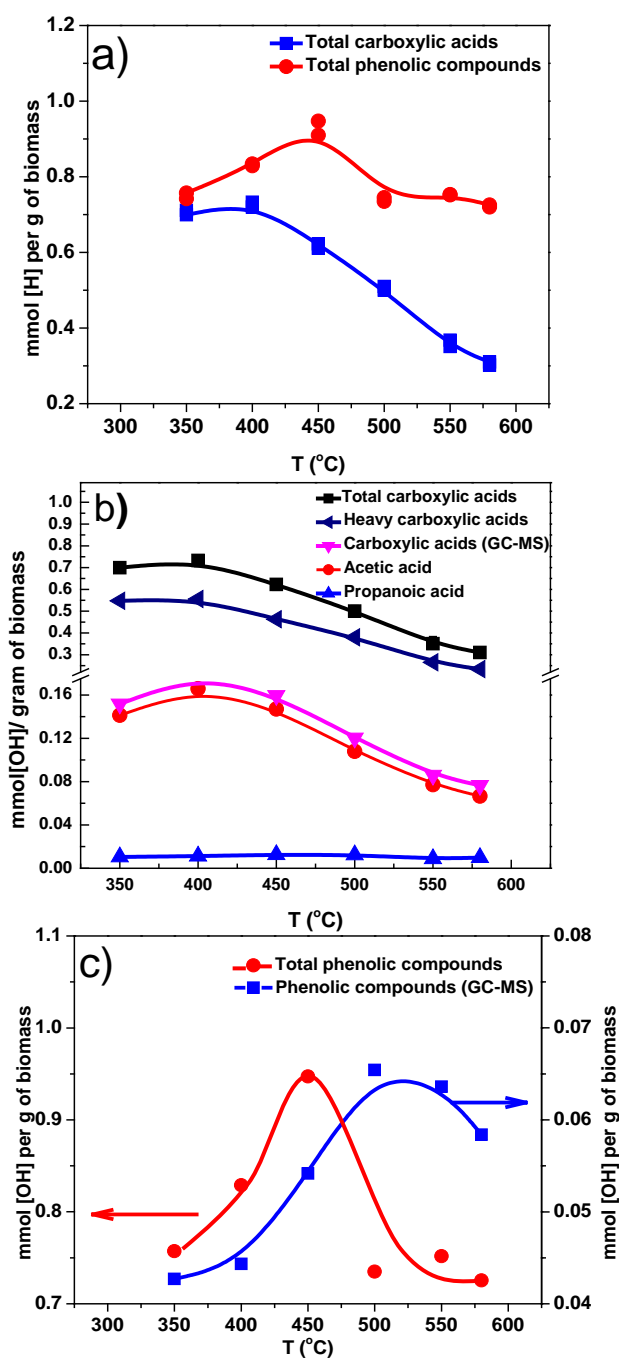 a)
Total carboxylic acids
Total phenolic compounds
mmol [H] per g of biomass
1.2
1.0
0.8
0.6
0.4
0.2
300 350 400 450 500 550 600
T (°C)
b)
Total carboxylic acids
Heavy carboxylic acids
Carboxylic acids (GC-MS)
Acetic acid
Propanoic acid
mmol[OH]/ gram of biomass
1.0
0.9
0.8
0.7
0.6
0.5
0.4
0.3
0.16
0.12
0.08
0.04
0.00
350 400 450 500 550 600
T (°C)
c)
Total phenolic compounds
Phenolic compounds (GC-MS)
mmol [OH] per g of biomass
1.1
1.0
0.9
0.8
0.7
0.08
0.07
0.06
0.05
0.04
mmol [OH] per g of biomass
300 350 400 450 500 550 600
T (°C)